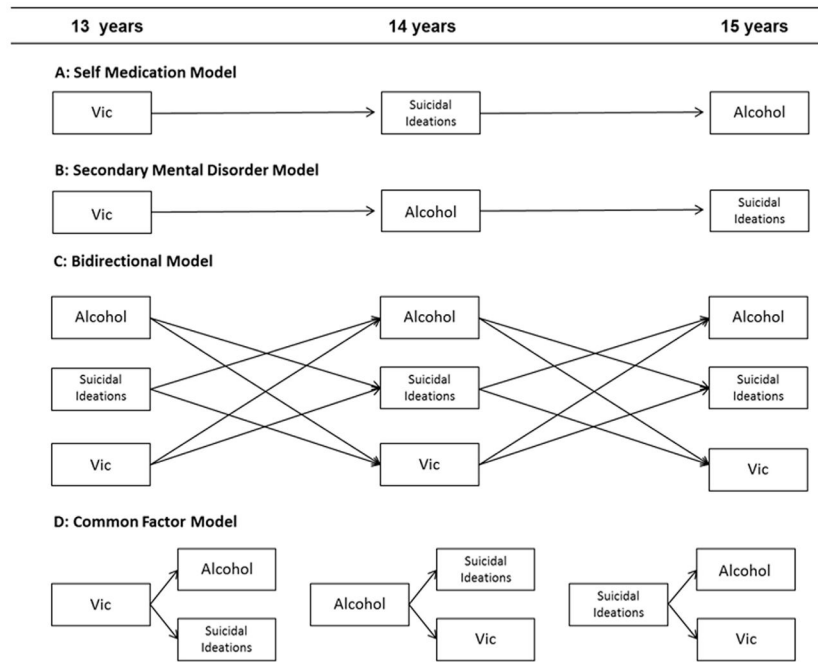 13 years 14 years 15 years
A: Self Medication Model
Vic Suicidal Ideations Alcohol
B: Secondary Mental Disorder Model
Vic Alcohol Suicidal Ideations
C: Bidirectional Model
Alcohol Alcohol Alcohol
Suicidal Ideations Suicidal Ideations Suicidal Ideations
Vic Vic Vic
D: Common Factor Model
Vic Alcohol Suicidal Ideations
Alcohol Suicidal Ideations Vic
Suicidal Ideations Alcohol Vic